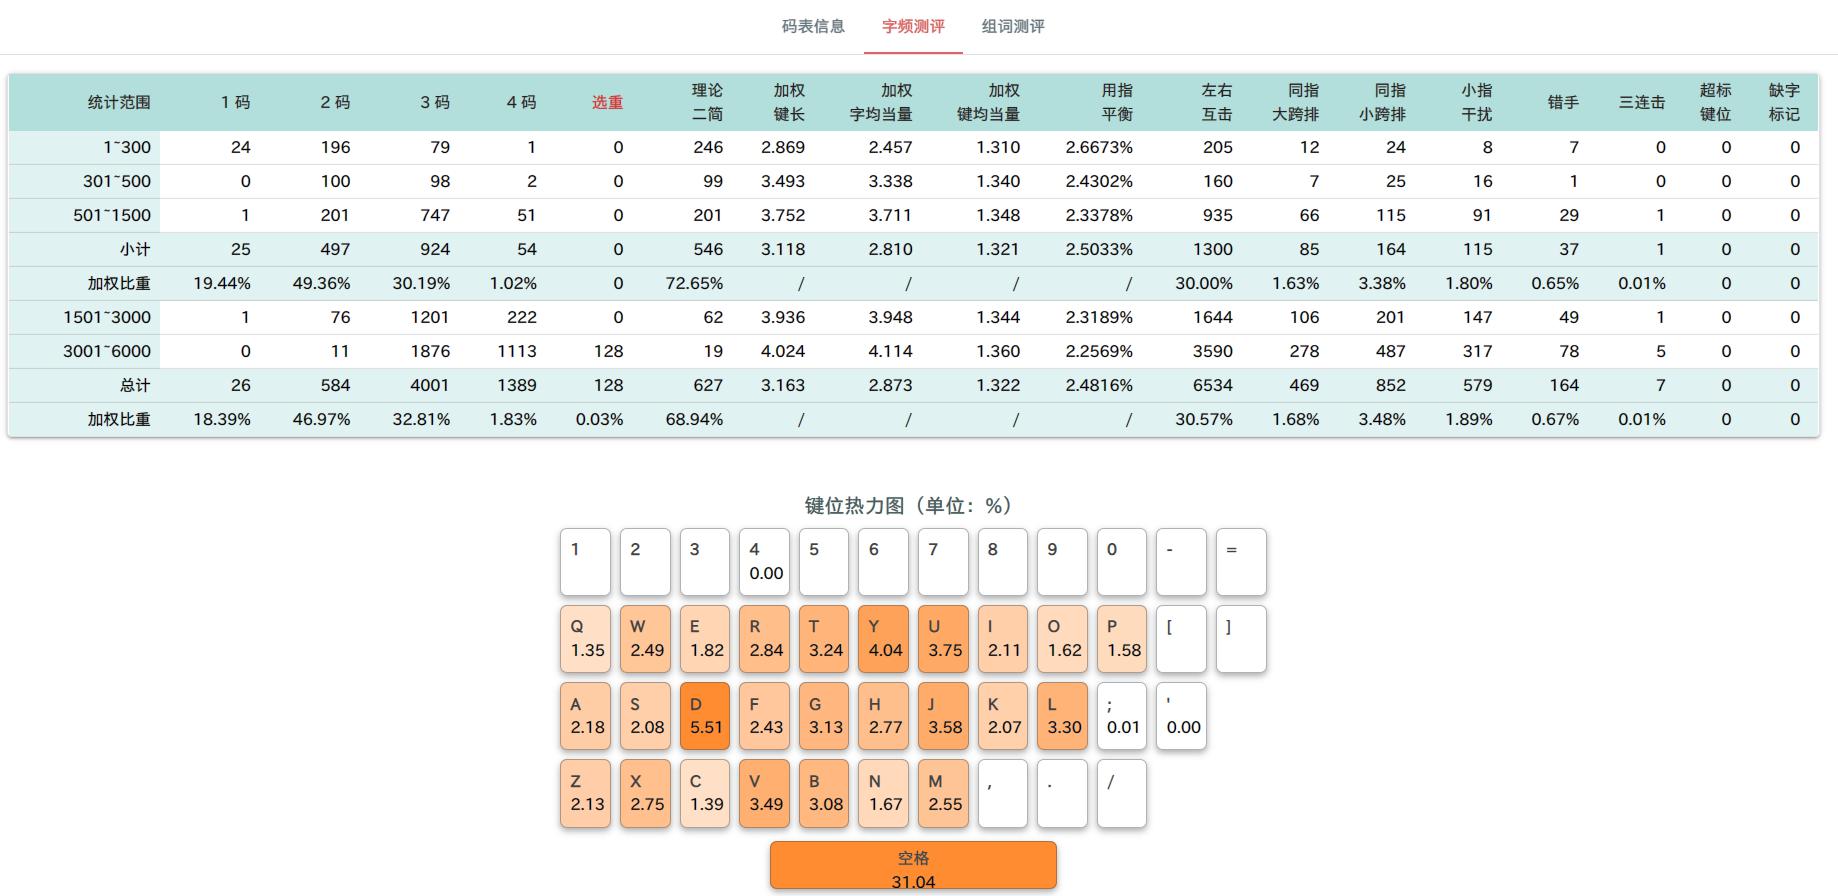 码表信息 字频测评 组词测评
统计范围 1 码 2 码 3 码 4 码 选重 理论二简 加权键长 加权字均当量 加权键均当量 用指平衡 左右互击 同指大跨排 同指小跨排 小指干扰 错手 三连击 超标键位 缺字标记
1~300 24 196 79 1 0 246 2.869 2.457 1.310 2.6673% 205 12 24 8 7 0 0 0
301~500 0 100 98 2 0 99 3.493 3.338 1.340 2.4302% 160 7 25 16 1 0 0 0
501~1500 1 201 747 51 0 201 3.752 3.711 1.348 2.3378% 935 66 115 91 29 1 0 0
小计 25 497 924 54 0 546 3.118 2.810 1.321 2.5033% 1300 85 164 115 37 1 0 0
加权比重 19.44% 49.36% 30.19% 1.02% 0 72.65% / / / / 30.00% 1.63% 3.38% 1.80% 0.65% 0.01% 0 0
1501~3000 1 76 1201 222 0 62 3.936 3.948 1.344 2.3189% 1644 106 201 147 49 1 0 0
3001~6000 0 11 1876 1113 128 19 4.024 4.114 1.360 2.2569% 3590 278 487 317 78 5 0 0
总计 26 584 4001 1389 128 627 3.163 2.873 1.322 2.4816% 6534 469 852 579 164 7 0 0
加权比重 18.39% 46.97% 32.81% 1.83% 0.03% 68.94% / / / / 30.57% 1.68% 3.48% 1.89% 0.67% 0.01% 0 0
键位热力图（单位：%）
1 2 3 4 5 6 7 8 9 0 - =
0.00
Q W E R T Y U I O P [ ]
1.35 2.49 1.82 2.84 3.24 4.04 3.75 2.11 1.62 1.58
A S D F G H J K L ; '
2.18 2.08 5.51 2.43 3.13 2.77 3.58 2.07 3.30 0.01 0.00
Z X C V B N M , . /
2.13 2.75 1.39 3.49 3.08 1.67 2.55
空格
31.04